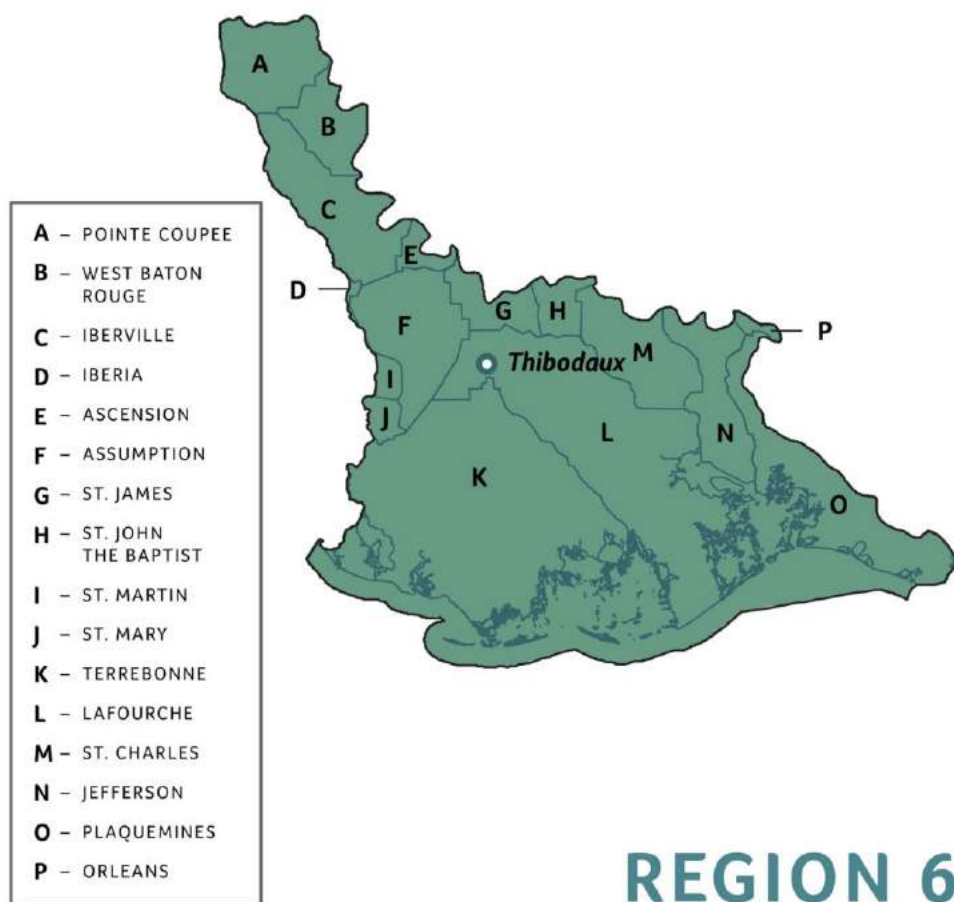 A
B
C
E
D
F
G
H
P
M
Thibodaux
I
J
L
N
K
O
A – POINTE COUPEE
B – WEST BATON
ROUGE
C – IBERVILLE
D – IBERIA
E – ASCENSION
F – ASSUMPTION
G – ST. JAMES
H – ST. JOHN
THE BAPTIST
I – ST. MARTIN
J – ST. MARY
K – TERREBONNE
L – LAFOURCHE
M – ST. CHARLES
N – JEFFERSON
O – PLAQUEMINES
P – ORLEANS
REGION 6